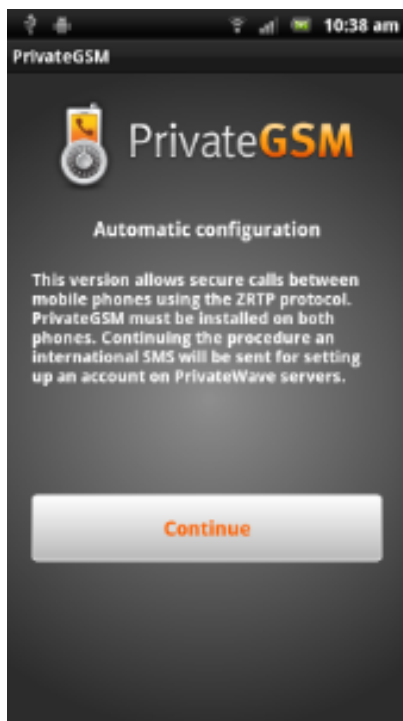 10:38 am
PrivateGSM
PrivateGSM
Automatic configuration
This version allows secure calls between
mobile phones using the ZRTP protocol.
PrivateGSM must be installed on both
phones. Continuing the procedure an
international SMS will be sent for setting
up an account on PrivateWave servers.
Continue